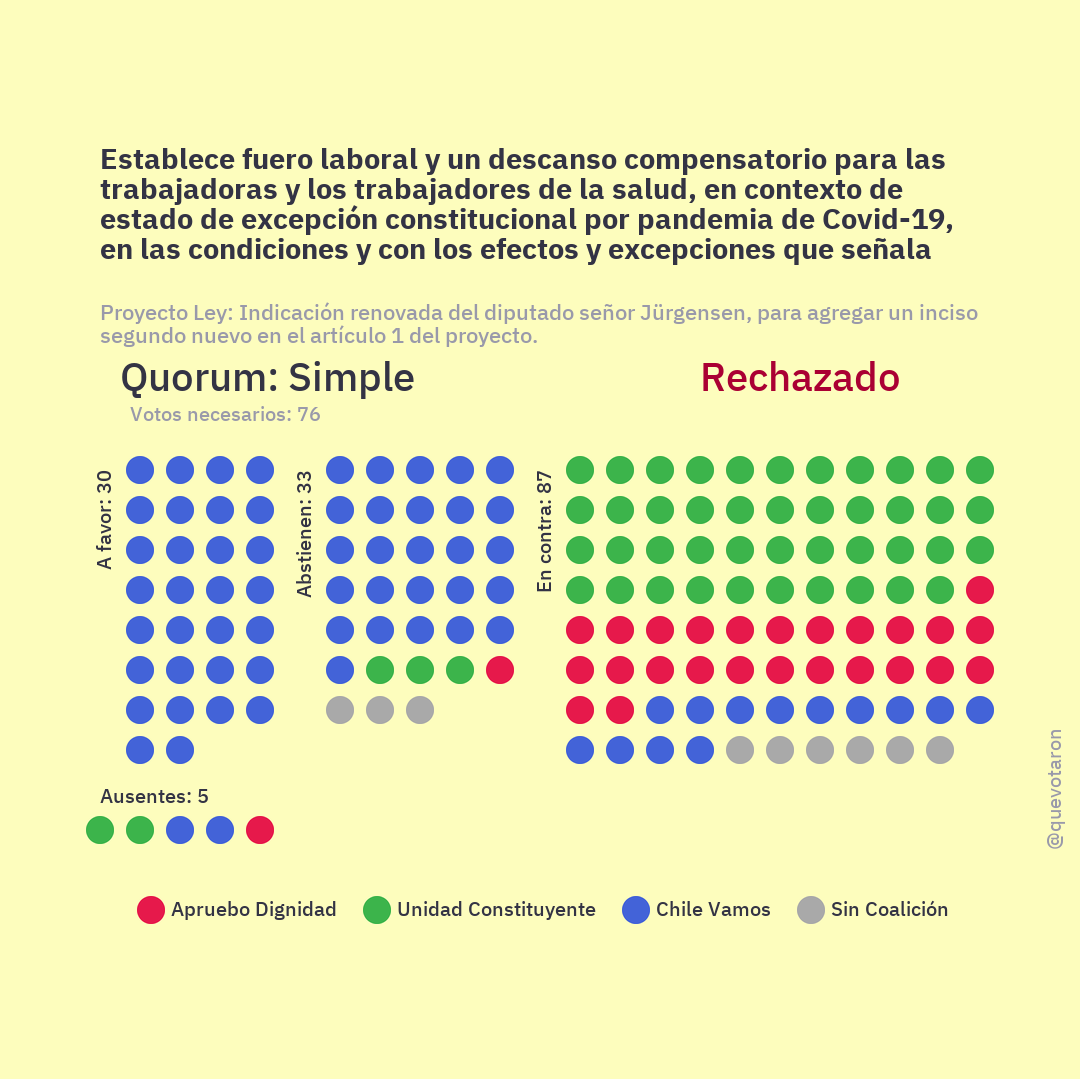 Establece fuero laboral y un descanso compensatorio para las
trabajadoras y los trabajadores de la salud, en contexto de
estado de excepción constitucional por pandemia de Covid-19,
en las condiciones y con los efectos y excepciones que señala
Proyecto Ley: Indicación renovada del diputado señor Jürgensen, para agregar un inciso
segundo nuevo en el artículo 1 del proyecto.
Quorum: Simple
Rechazado
Votos necesarios: 76
A favor: 30
Abstienen: 33
En contra: 87
Ausentes: 5
@quevotaron
Apruebo Dignidad
Unidad Constituyente
Chile Vamos
Sin Coalición